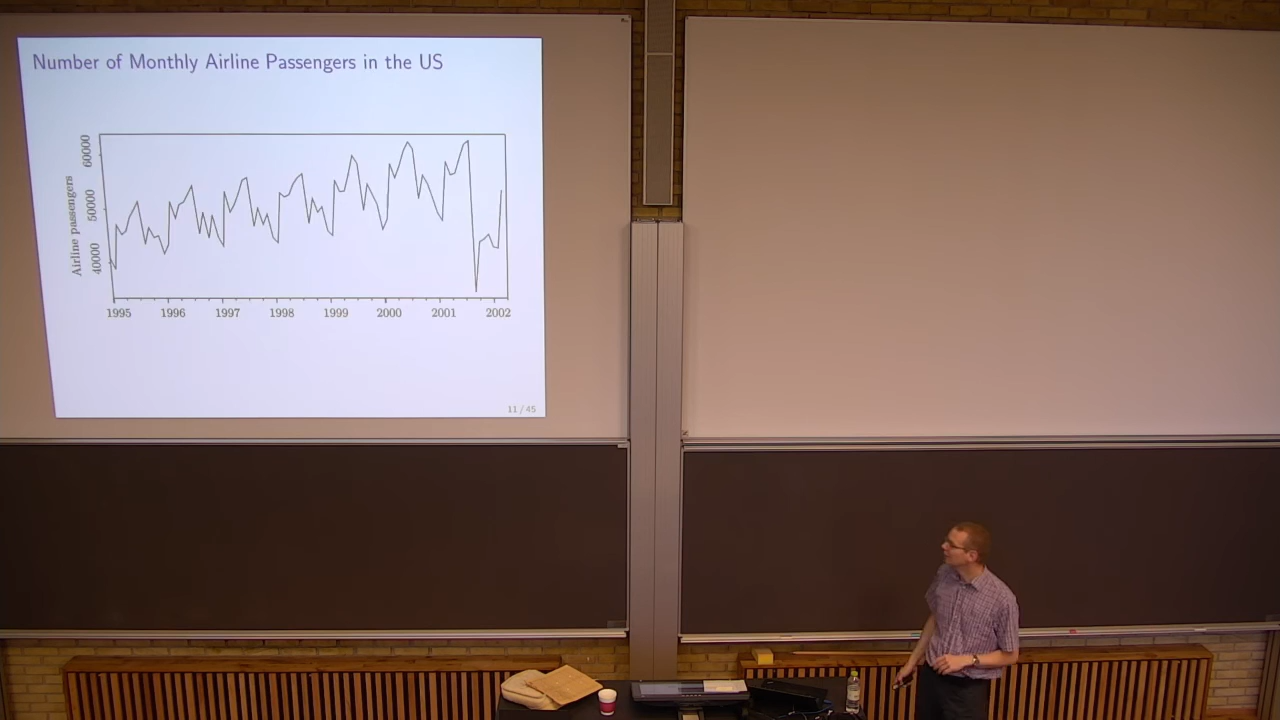 Number of Monthly Airline Passengers in the US
Airline passengers
60000
50000
40000
1995 1996 1997 1998 1999 2000 2001 2002
11 / 45